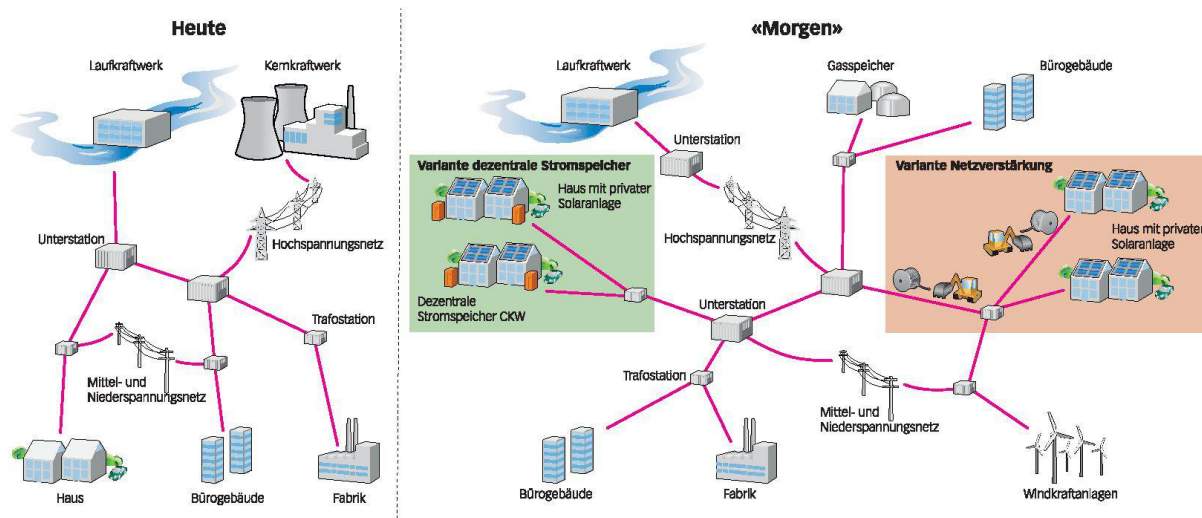 Heute
Laufkraftwerk
Kernkraftwerk
Unterstation
Hochspannungsnetz
Trafostation
Mittel- und
Niederspannungsnetz
Haus
Bürogebäude
Fabrik
«Morgen»
Laufkraftwerk
Gasspeicher
Bürogebäude
Unterstation
Variante dezentrale Stromspeicher
Haus mit privater
Solaranlage
Dezentrale
Stromspeicher CKW
Hochspannungsnetz
Variante Netzverstärkung
Haus mit privater
Solaranlage
Unterstation
Trafostation
Mittel- und
Niederspannungsnetz
Bürogebäude
Fabrik
Windkraftanlagen